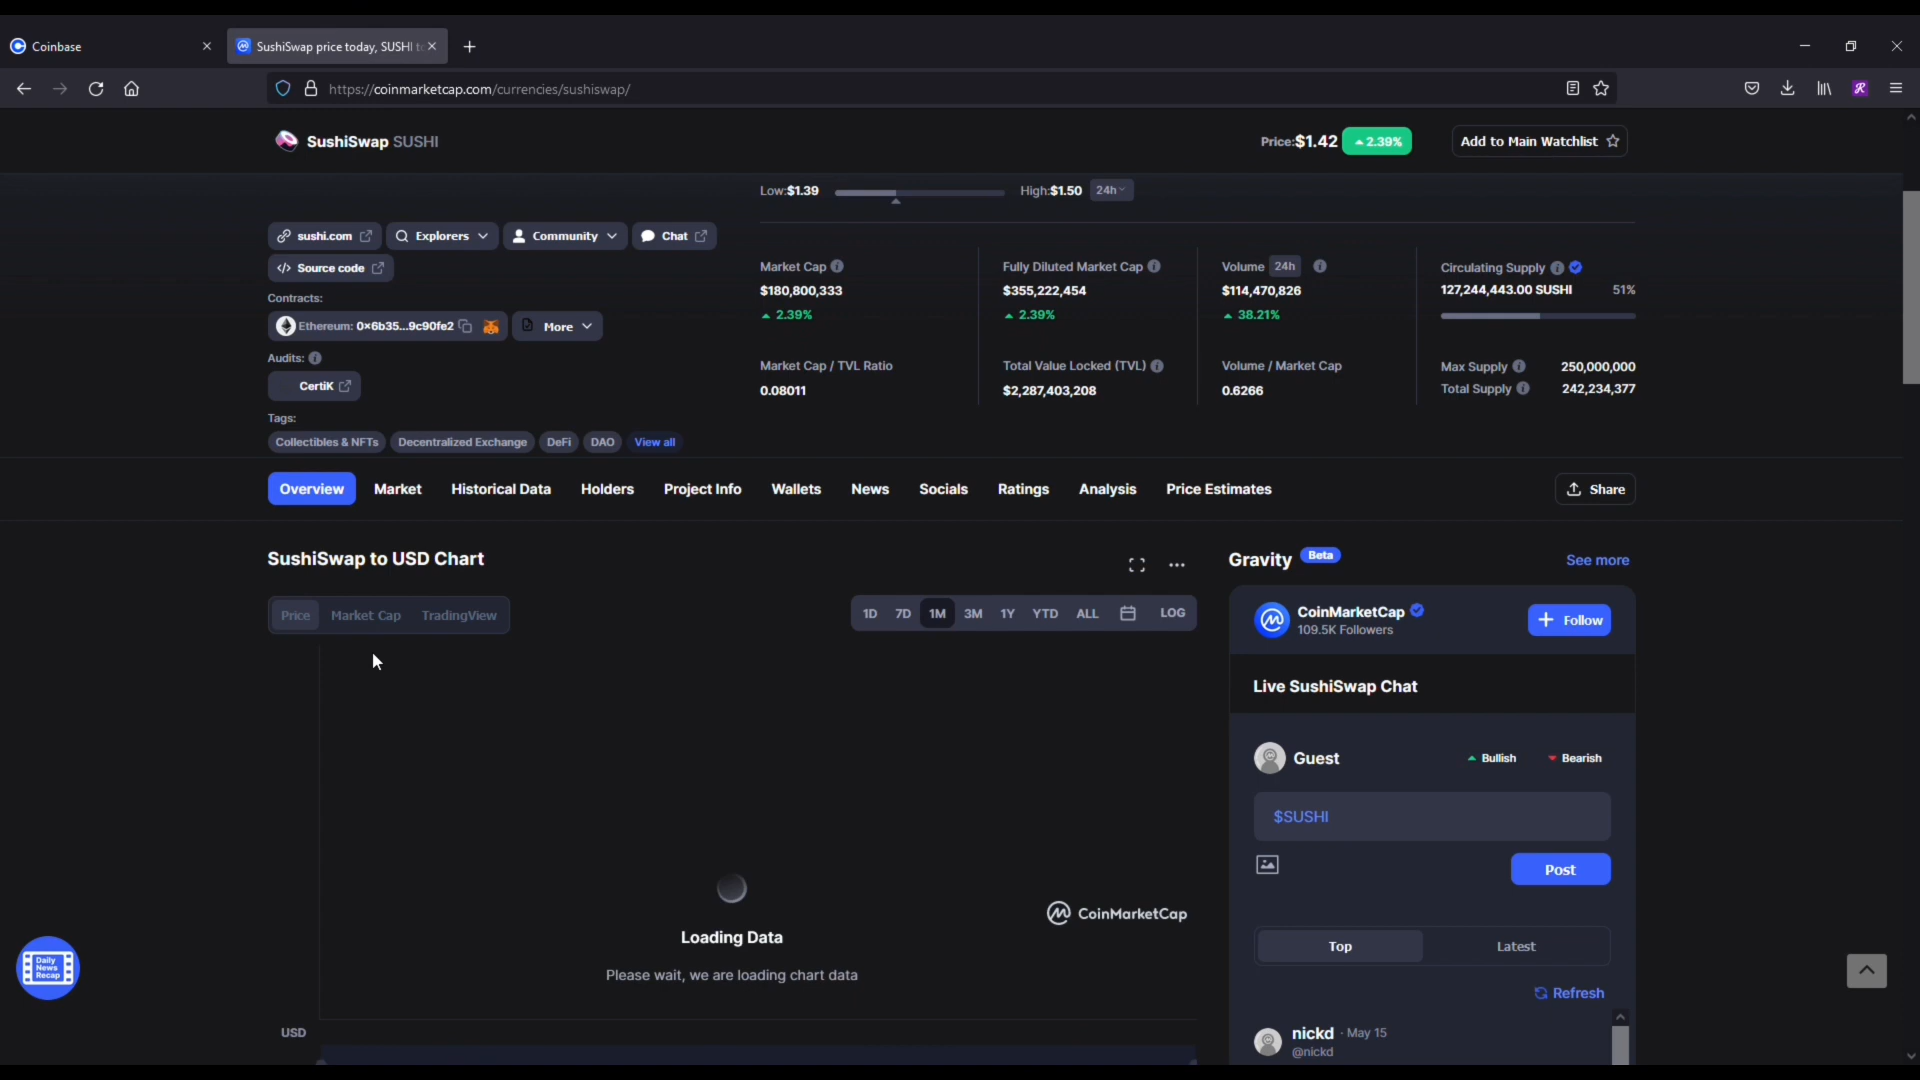 Coinbase
SushiSwap price today, SUSHI to
https://coinmarketcap.com/currencies/sushiswap/
SushiSwap SUSHI
Price:$1.42
2.39%
Add to Main Watchlist
Low:$1.39
High:$1.50
24h
sushi.com
Explorers
Community
Chat
Source code
Contracts:
Ethereum: 0x6b35...9c90fe2
More
Audits:
CertiK
Tags:
Collectibles & NFTs
Decentralized Exchange
DeFi
DAO
View all
Market Cap
$180,800,333
2.39%
Market Cap / TVL Ratio
0.08011
Fully Diluted Market Cap
$355,222,454
2.39%
Total Value Locked (TVL)
$2,287,403,208
Volume 24h
$114,470,826
38.21%
Volume / Market Cap
0.6266
Circulating Supply
127,244,443.00 SUSHI 51%
Max Supply 250,000,000
Total Supply 242,234,377
Overview Market Historical Data Holders Project Info Wallets News Socials Ratings Analysis Price Estimates
Share
SushiSwap to USD Chart
Price Market Cap TradingView
1D 7D 1M 3M 1Y YTD ALL LOG
Loading Data
Please wait, we are loading chart data
CoinMarketCap
USD
Daily
News
Recap
Gravity Beta
See more
CoinMarketCap
109.5K Followers
Follow
Live SushiSwap Chat
Guest
Bullish
Bearish
$SUSHI
Post
Top
Latest
Refresh
nickd · May 15
@nickd